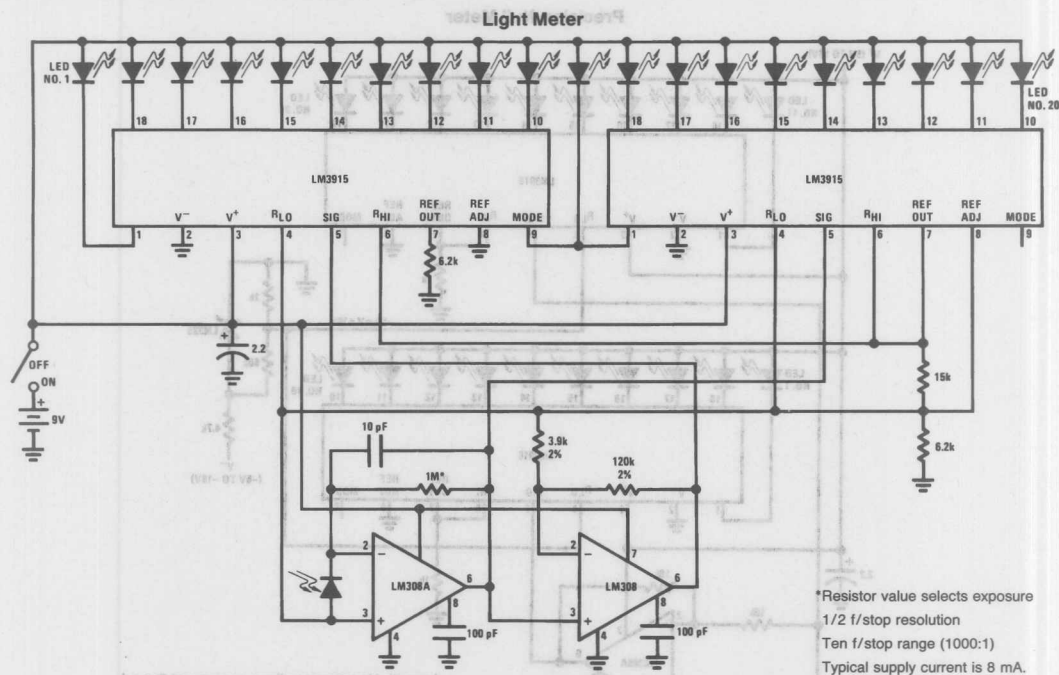 Light Meter
LED
NO. 1
LED
NO. 20
18 17 16 15 14 13 12 11 10
18 17 16 15 14 13 12 11 10
LM3915
LM3915
V− V+ RLO SIG RHI REF OUT REF ADJ MODE
V− V+ RLO SIG RHI REF OUT REF ADJ MODE
1 2 3 4 5 6 7 8 9
1 2 3 4 5 6 7 8 9
6.2k
+
2.2
OFF
ON
+
9V
15k
6.2k
10 pF
1M*
3.9k
2%
120k
2%
2
−
7
2
−
LM308A
6
LM308
6
3
+
8
3
+
8
4
100 pF
4
100 pF
*Resistor value selects exposure
1/2 f/stop resolution
Ten f/stop range (1000:1)
Typical supply current is 8 mA.